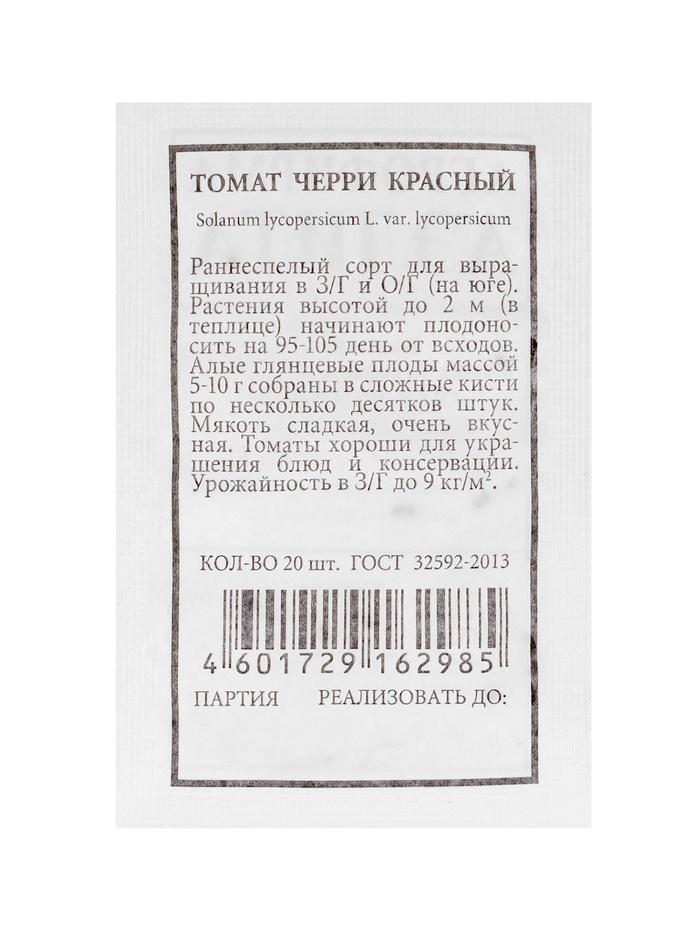 ТОМАТ ЧЕРРИ КРАСНЫЙ
Solanum lycopersicum L. var. lycopersicum
Раннеспелый сорт для выра-
щивания в З/Г и О/Г (на юге).
Растения высотой до 2 м (в
теплице) начинают плодоно-
сить на 95-105 день от всходов.
Алые глянцевые плоды массой
5-10 г собраны в сложные кисти
по несколько десятков штук.
Мякоть сладкая, очень вкус-
ная. Томаты хороши для укра-
шения блюд и консервации.
Урожайность в З/Г до 9 кг/м².
КОЛ-ВО 20 шт. ГОСТ 32592-2013
4 601729 162985
ПАРТИЯ РЕАЛИЗОВАТЬ ДО: